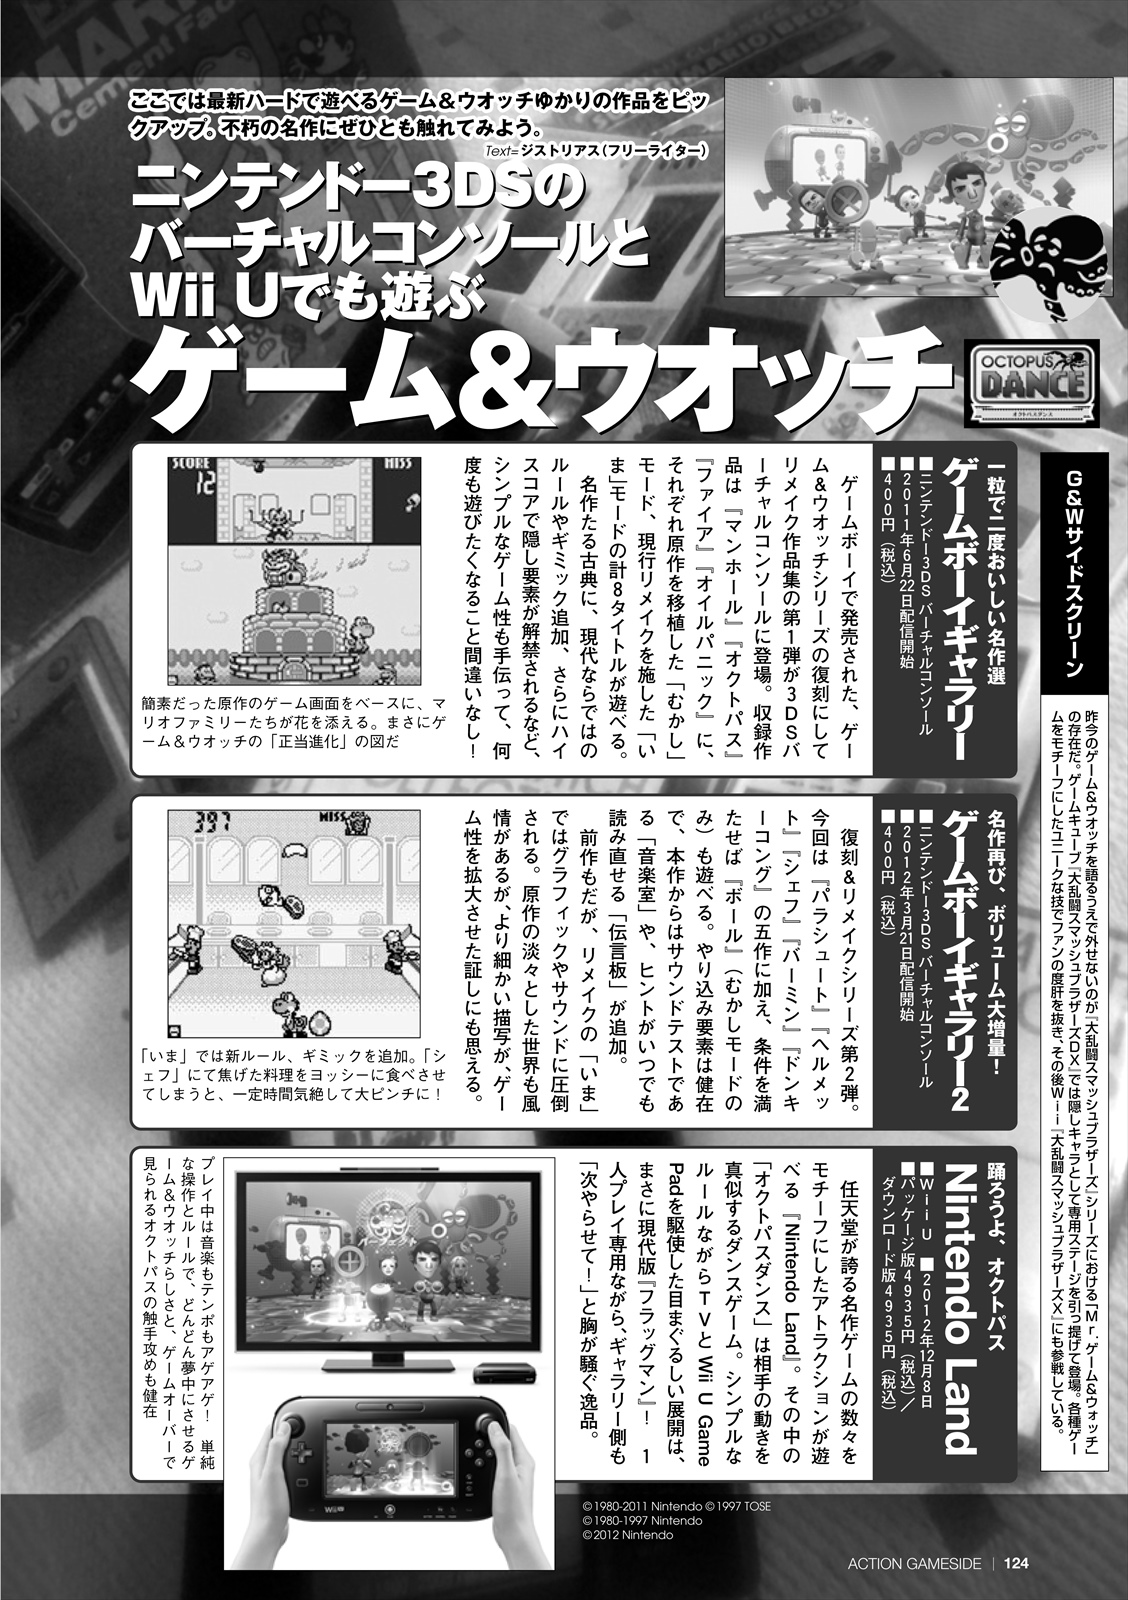 ここでは最新ハードで遊べるゲーム＆ウオッチゆかりの作品をピッ
クアップ。不朽の名作にぜひとも触れてみよう。
Text=ジストリアス（フリーライター）
ニンテンドー3DSの
バーチャルコンソールと
Wii Uでも遊ぶ
ゲーム&ウオッチ
OCTOPUS
DANCE
オクトパスダンス
G&Wサイドスクリーン
昨今のゲーム&ウオッチを語るうえで外せないのが『大乱闘スマッシュブラザーズ』シリーズにおける「Mr.ゲーム&ウォッチ」
の存在だ。ゲームキューブ『大乱闘スマッシュブラザーズDX』では隠しキャラとして専用ステージを引っ提げて登場。各種ゲー
ムをモチーフにしたユニークな技でファンの度肝を抜き、その後Wii『大乱闘スマッシュブラザーズX』にも参戦している。
一粒で二度おいしい名作選
ゲームボーイギャラリー
■ニンテンドー3DS バーチャルコンソール
■2011年6月22日配信開始
■400円（税込）
ゲームボーイで発売された、ゲー
ム&ウオッチシリーズの復刻にして
リメイク作品集の第1弾が3DSバ
ーチャルコンソールに登場。収録作
品は『マンホール』『オクトパス』
『ファイア』『オイルパニック』に、
それぞれ原作を移植した「むかし」
モード、現行リメイクを施した「い
ま」モードの計8タイトルが遊べる。
名作たる古典に、現代ならではの
ルールやギミック追加、さらにハイ
スコアで隠し要素が解禁されるなど、
シンプルなゲーム性も手伝って、何
度も遊びたくなること間違いなし！
SCORE
12
MISS
簡素だった原作のゲーム画面をベースに、マ
リオファミリーたちが花を添える。まさにゲ
ーム＆ウオッチの「正当進化」の図だ
名作再び、ボリューム大増量！
ゲームボーイギャラリー2
■ニンテンドー3DS バーチャルコンソール
■2012年3月21日配信開始
■400円（税込）
復刻&リメイクシリーズ第2弾。
今回は『パラシュート』『ヘルメッ
ト』『シェフ』『バーミン』『ドンキ
ーコング』の五作に加え、条件を満
たせば『ボール』（むかしモードの
み）も遊べる。やり込み要素は健在
で、本作からはサウンドテストであ
る「音楽室」や、ヒントがいつでも
読み直せる「伝言板」が追加。
前作もだが、リメイクの「いま」
ではグラフィックやサウンドに圧倒
される。原作の淡々とした世界も風
情があるが、より細かい描写が、ゲー
ム性を拡大させた証しにも思える。
397
MISS
「いま」では新ルール、ギミックを追加。「シ
ェフ」にて焦げた料理をヨッシーに食べさせ
てしまうと、一定時間気絶して大ピンチに！
踊ろうよ、オクトパス
Nintendo Land
■Wii U ■2012年12月8日
■パッケージ版4935円（税込）／
ダウンロード版4935円（税込）
任天堂が誇る名作ゲームの数々を
モチーフにしたアトラクションが遊
べる『Nintendo Land』。その中の
「オクトパスダンス」は相手の動きを
真似するダンスゲーム。シンプルな
ルールながらTVとWii U Game
Padを駆使した目まぐるしい展開は、
まさに現代版『フラッグマン』！ 1
人プレイ専用ながら、ギャラリー側も
「次やらせて！」と胸が騒ぐ逸品。
プレイ中は音楽もテンポもアゲアゲ！ 単純
な操作とルールで、どんどん夢中にさせるゲ
ーム&ウオッチらしさと、ゲームオーバーで
見られるオクトパスの触手攻めも健在
©1980-2011 Nintendo ©1997 TOSE
©1980-1997 Nintendo
©2012 Nintendo
ACTION GAMESIDE | 124